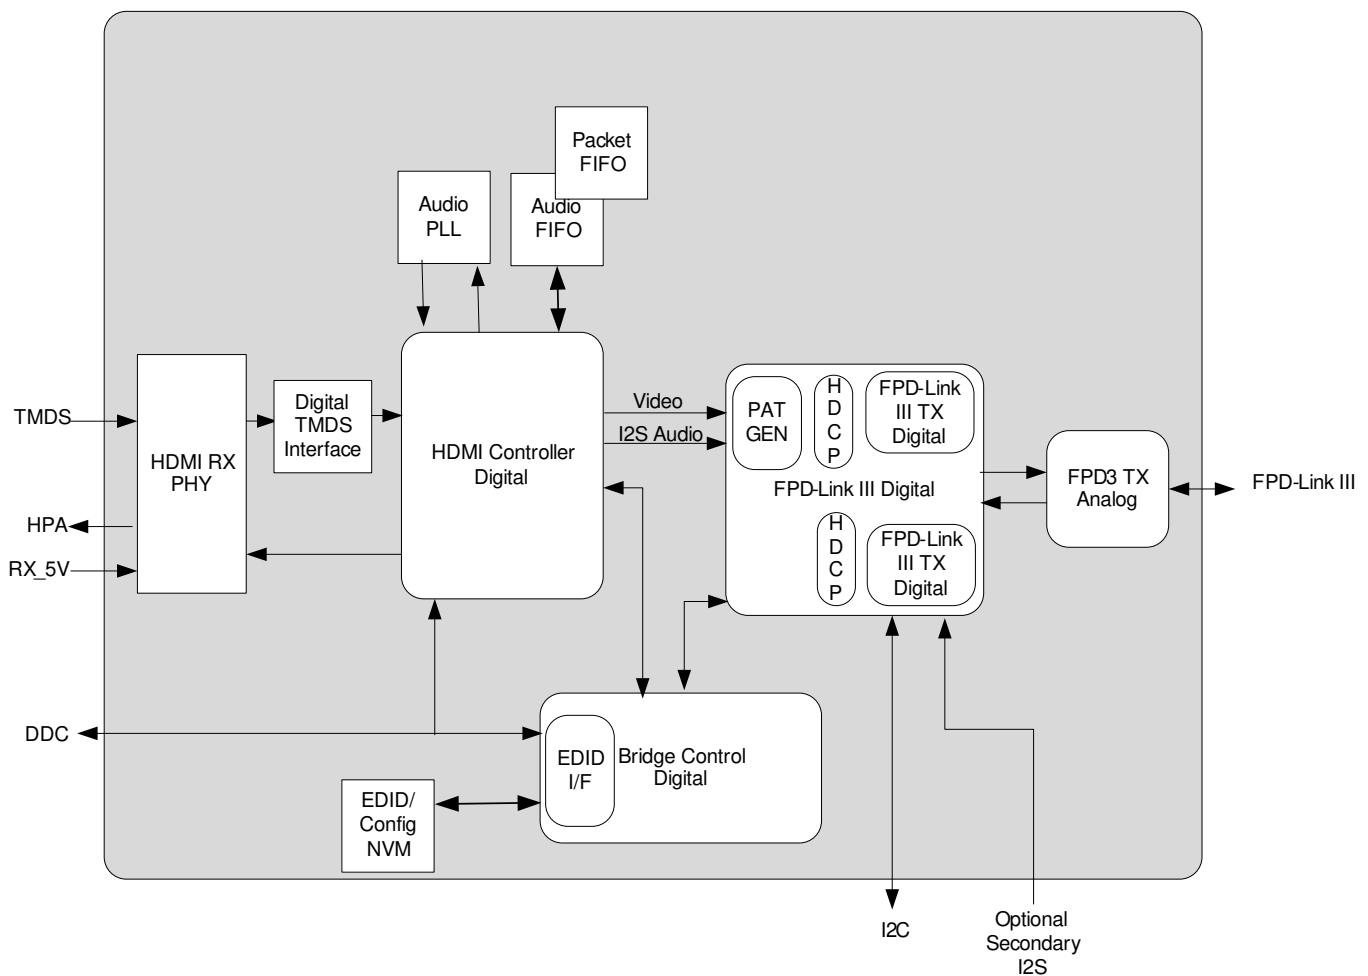 Packet
FIFO
Audio
PLL
Audio
FIFO
TMDS
HPA
RX_5V
HDMI RX
PHY
Digital
TMDS
Interface
HDMI Controller
Digital
Video
I2S Audio
PAT
GEN
H
D
C
P
FPD-Link
III TX
Digital
FPD-Link III Digital
H
D
C
P
FPD-Link
III TX
Digital
FPD3 TX
Analog
FPD-Link III
DDC
EDID
I/F
Bridge Control
Digital
EDID/
Config
NVM
I2C
Optional
Secondary
I2S